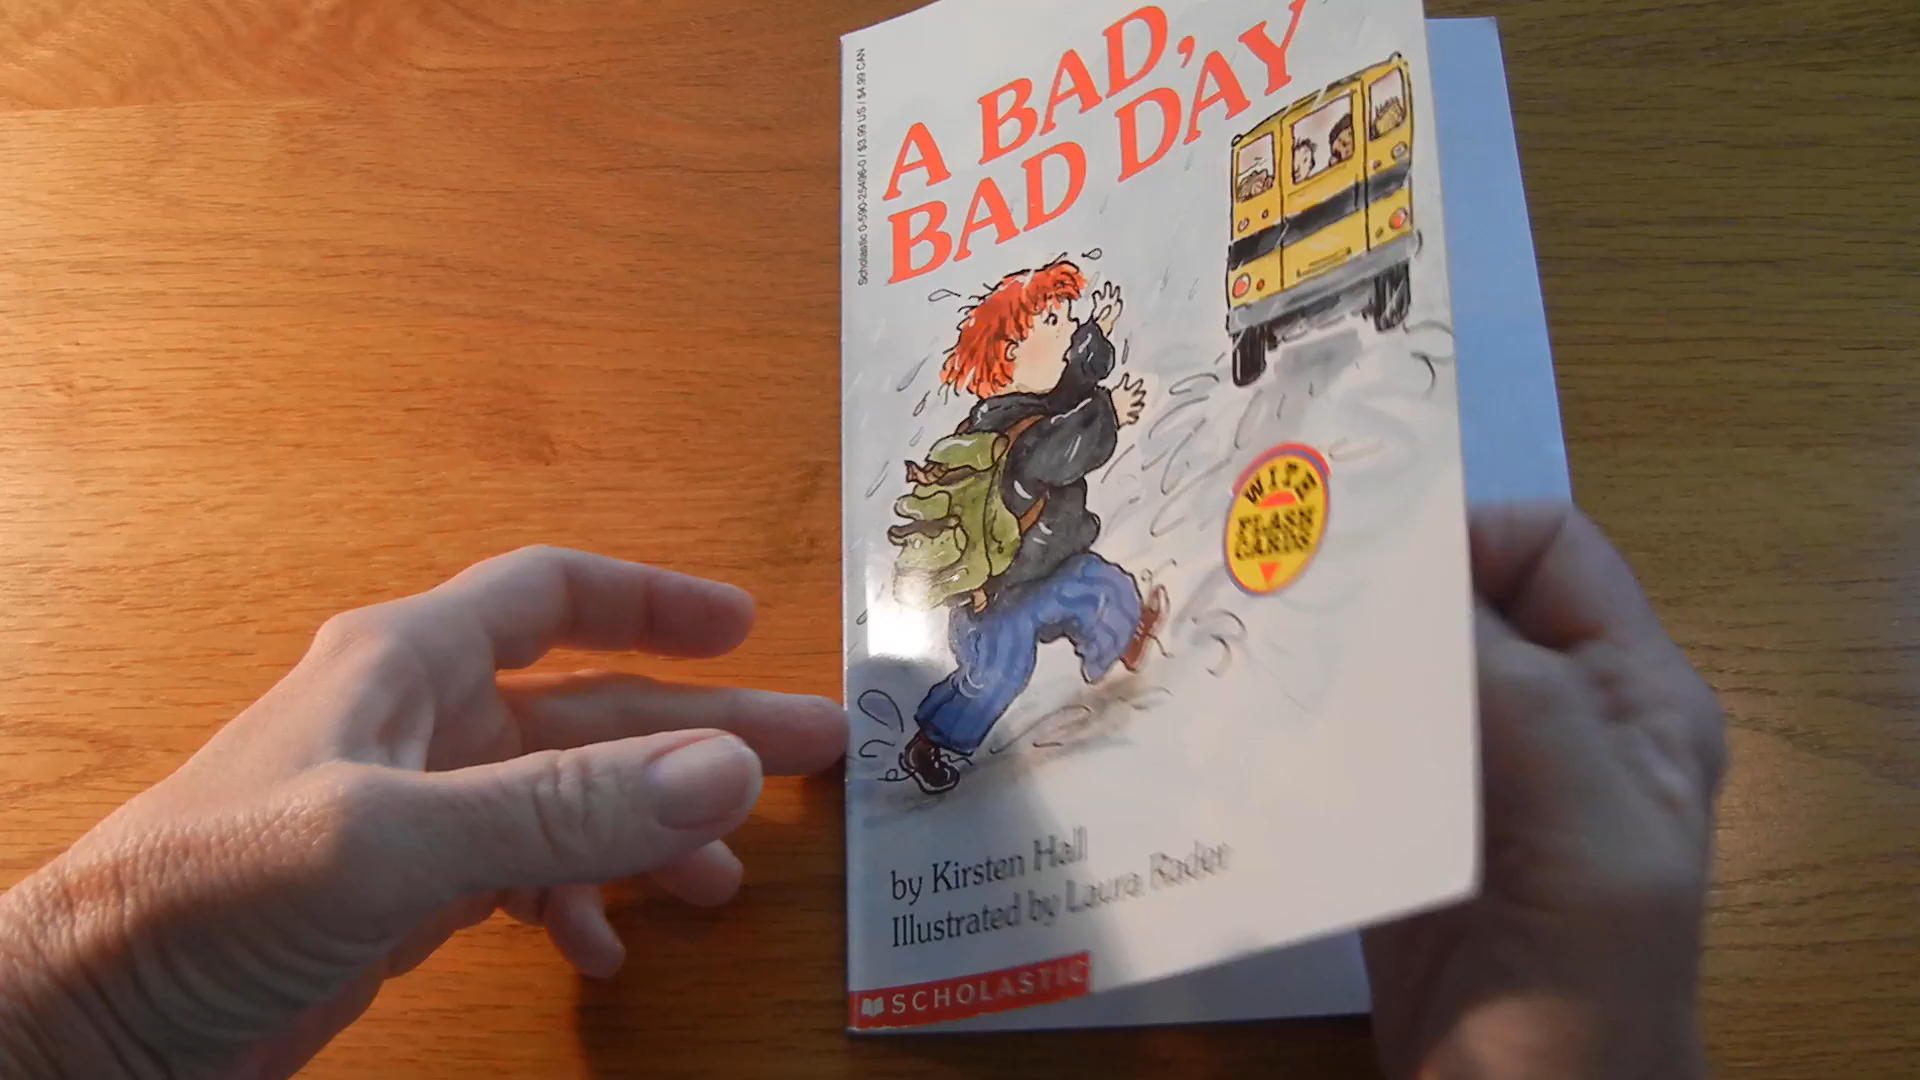 A BAD,
BAD DAY
Scholastic 0-590-25496-0 / $3.99 US / $4.99 CAN
WITH
FLASH
CARDS
by Kirsten Hall
Illustrated by Laura Rader
SCHOLASTIC